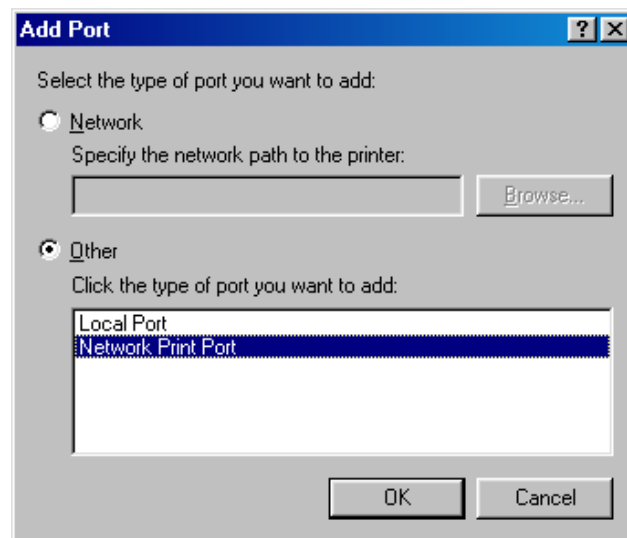 Add Port
Select the type of port you want to add:
Network
Specify the network path to the printer:
Browse...
Other
Click the type of port you want to add:
Local Port
Network Print Port
OK Cancel